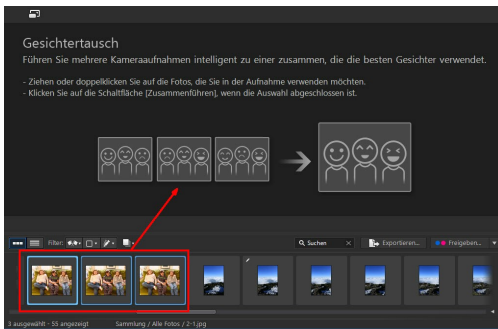 Gesichtertausch
Führen Sie mehrere Kameraaufnahmen intelligent zu einer zusammen, die die besten Gesichter verwendet.
- Ziehen oder doppelklicken Sie auf die Fotos, die Sie in der Aufnahme verwenden möchten.
- Klicken Sie auf die Schaltfläche [Zusammenführen], wenn die Auswahl abgeschlossen ist.
Filter: Suchen Exportieren... Freigeben...
3 ausgewählt - 55 angezeigt Sammlung / Alle Fotos / 2-1.jpg